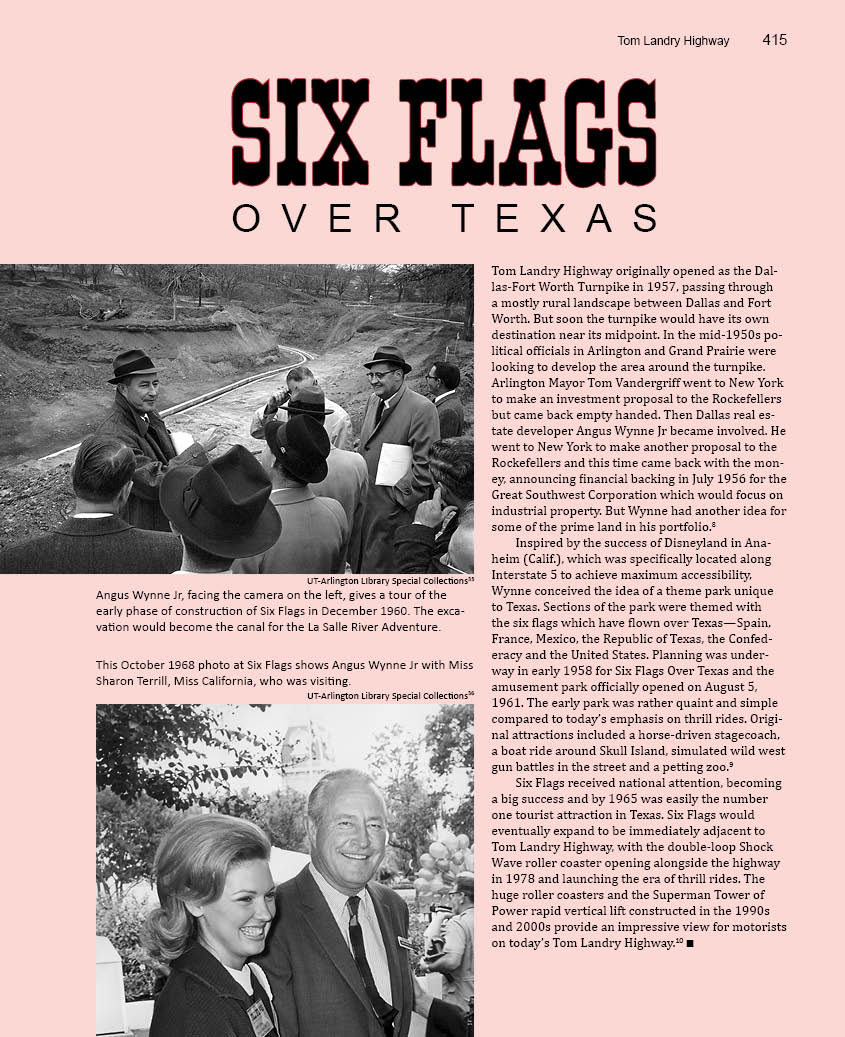 Tom Landry Highway 415
SIX FLAGS
OVER TEXAS
UT-Arlington Library Special Collections³⁵
Angus Wynne Jr, facing the camera on the left, gives a tour of the
early phase of construction of Six Flags in December 1960. The exca-
vation would become the canal for the La Salle River Adventure.
This October 1968 photo at Six Flags shows Angus Wynne Jr with Miss
Sharon Terrill, Miss California, who was visiting.
UT-Arlington Library Special Collections³⁶
Tom Landry Highway originally opened as the Dal-
las-Fort Worth Turnpike in 1957, passing through
a mostly rural landscape between Dallas and Fort
Worth. But soon the turnpike would have its own
destination near its midpoint. In the mid-1950s po-
litical officials in Arlington and Grand Prairie were
looking to develop the area around the turnpike.
Arlington Mayor Tom Vandergriff went to New York
to make an investment proposal to the Rockefellers
but came back empty handed. Then Dallas real es-
tate developer Angus Wynne Jr became involved. He
went to New York to make another proposal to the
Rockefellers and this time came back with the mon-
ey, announcing financial backing in July 1956 for the
Great Southwest Corporation which would focus on
industrial property. But Wynne had another idea for
some of the prime land in his portfolio.⁸
Inspired by the success of Disneyland in Ana-
heim (Calif.), which was specifically located along
Interstate 5 to achieve maximum accessibility,
Wynne conceived the idea of a theme park unique
to Texas. Sections of the park were themed with
the six flags which have flown over Texas—Spain,
France, Mexico, the Republic of Texas, the Confed-
eracy and the United States. Planning was under-
way in early 1958 for Six Flags Over Texas and the
amusement park officially opened on August 5,
1961. The early park was rather quaint and simple
compared to today's emphasis on thrill rides. Origi-
nal attractions included a horse-driven stagecoach,
a boat ride around Skull Island, simulated wild west
gun battles in the street and a petting zoo.⁹
Six Flags received national attention, becoming
a big success and by 1965 was easily the number
one tourist attraction in Texas. Six Flags would
eventually expand to be immediately adjacent to
Tom Landry Highway, with the double-loop Shock
Wave roller coaster opening alongside the highway
in 1978 and launching the era of thrill rides. The
huge roller coasters and the Superman Tower of
Power rapid vertical lift constructed in the 1990s
and 2000s provide an impressive view for motorists
on today's Tom Landry Highway.¹⁰ ■